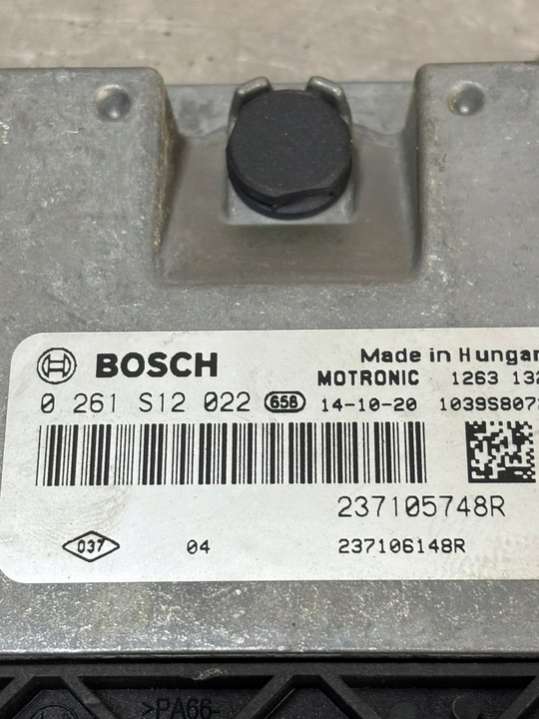 BOSCH Made in Hungar
MOTRONIC 1263 132
0 261 S12 022 658 14-10-20 1039S807
237105748R
037 04 237106148R
>PA66-